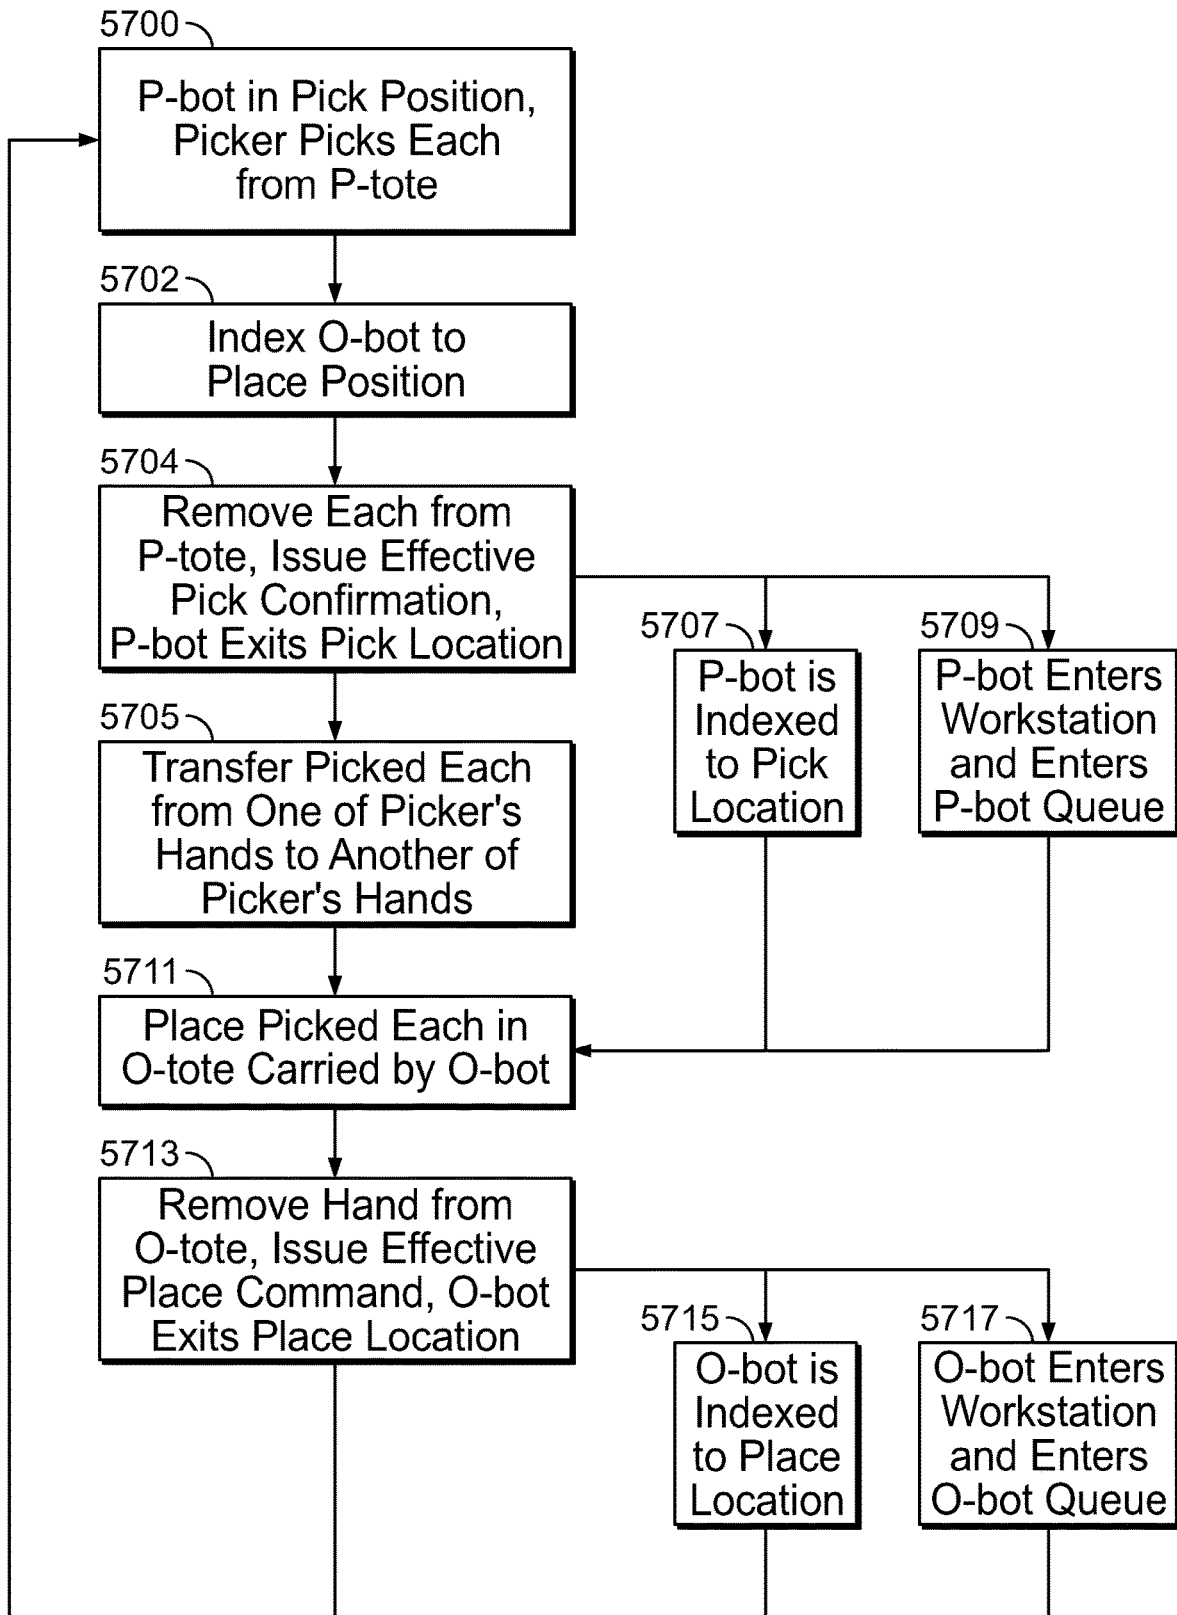 5700
P-bot in Pick Position,
Picker Picks Each
from P-tote
5702
Index O-bot to
Place Position
5704
Remove Each from
P-tote, Issue Effective
Pick Confirmation,
P-bot Exits Pick Location
5705
Transfer Picked Each
from One of Picker's
Hands to Another of
Picker's Hands
5707
P-bot is
Indexed
to Pick
Location
5709
P-bot Enters
Workstation
and Enters
P-bot Queue
5711
Place Picked Each in
O-tote Carried by O-bot
5713
Remove Hand from
O-tote, Issue Effective
Place Command, O-bot
Exits Place Location
5715
O-bot is
Indexed
to Place
Location
5717
O-bot Enters
Workstation
and Enters
O-bot Queue